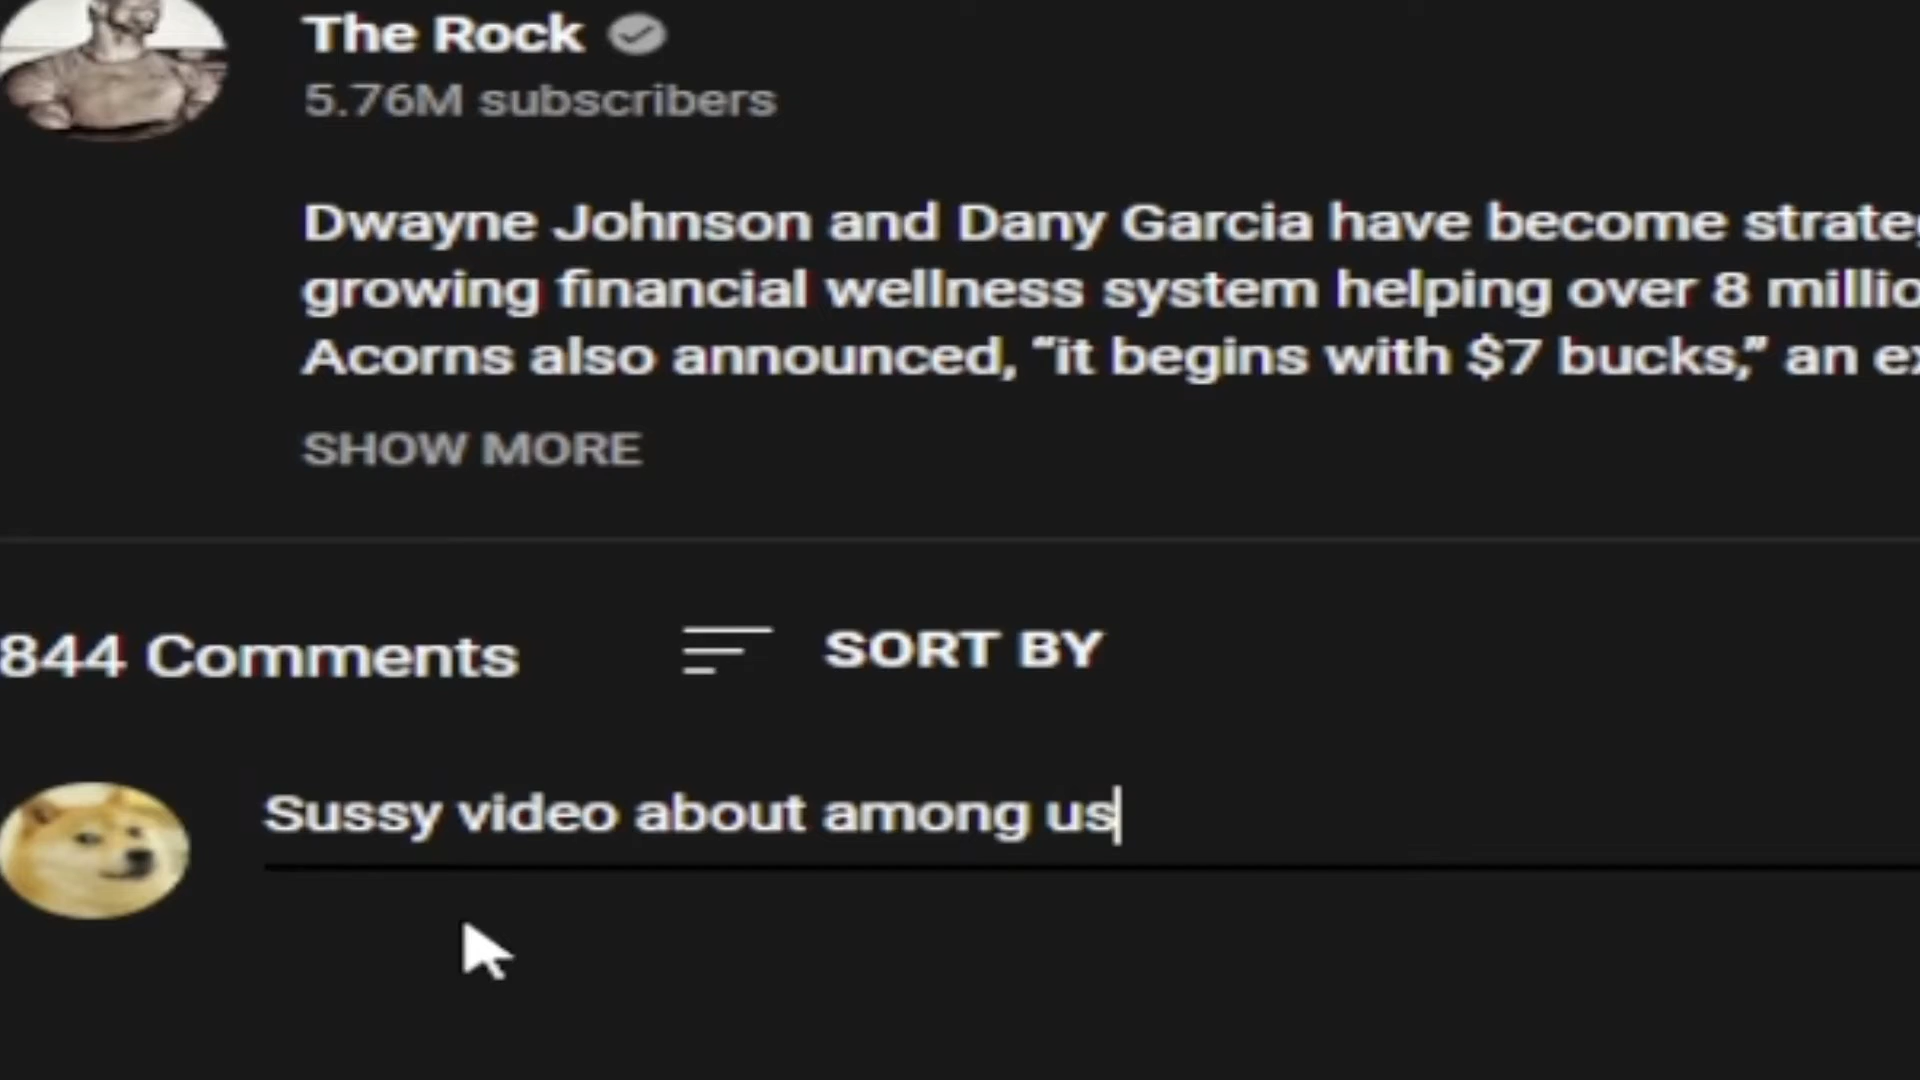 The Rock
5.76M subscribers
Dwayne Johnson and Dany Garcia have become
growing financial wellness system helping over 8
Acorns also announced, “it begins with $7 bucks,” an
SHOW MORE
844 Comments
SORT BY
Sussy video about among us